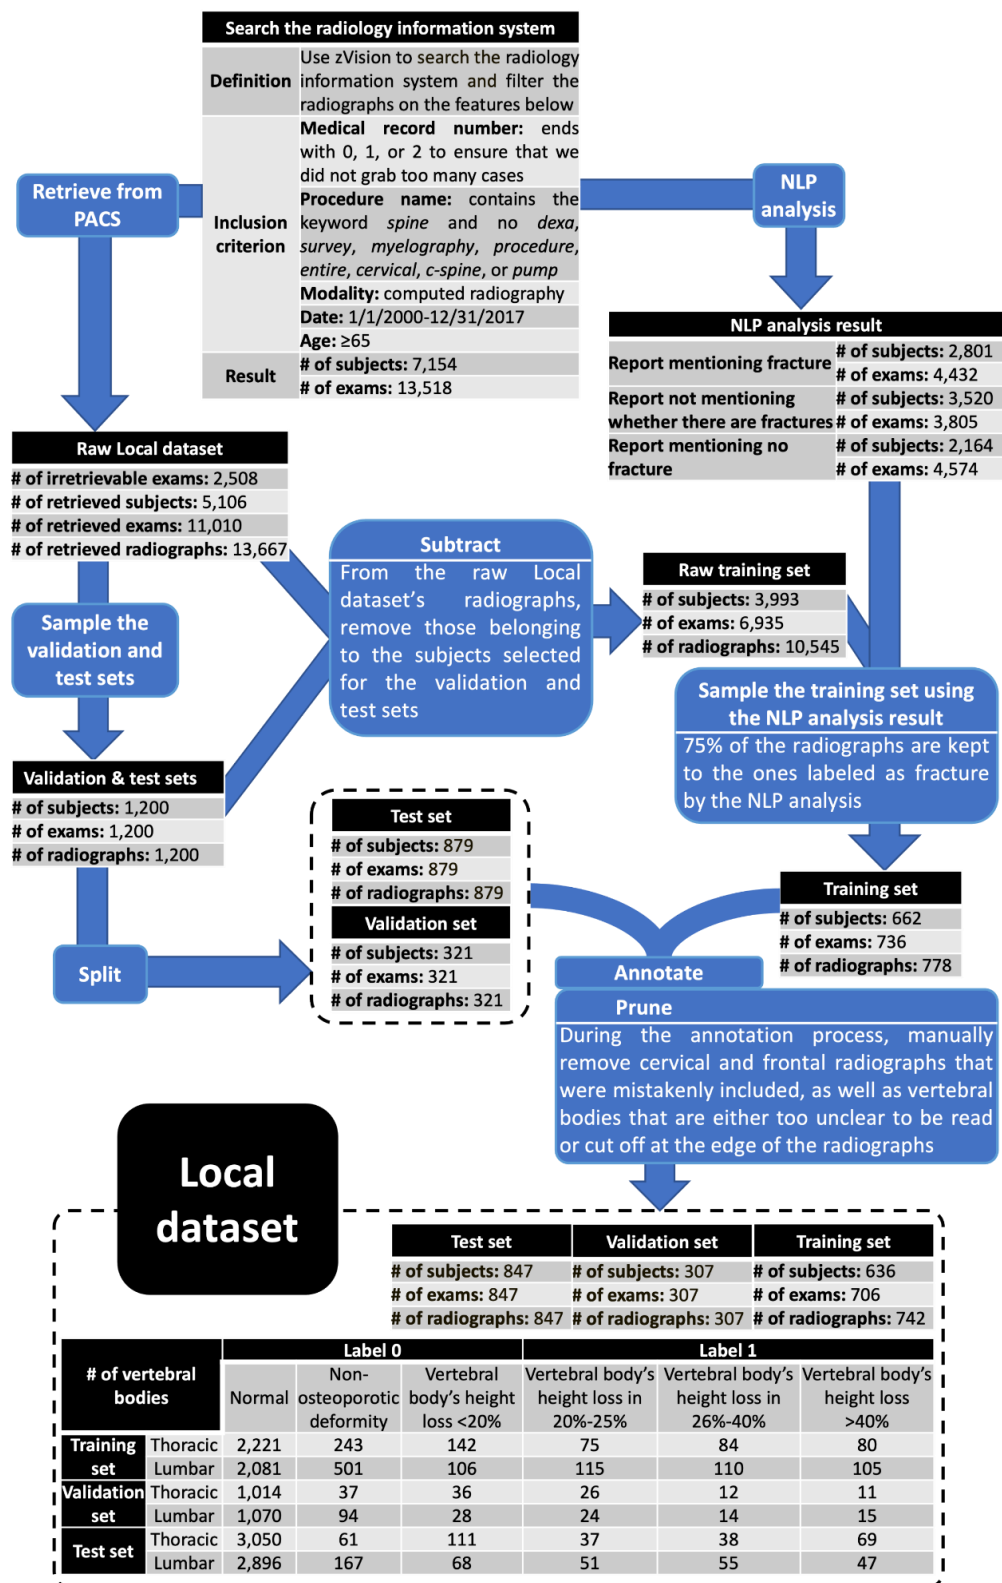 Search the radiology information system
Definition
Use zVision to search the radiology
information system and filter the
radiographs on the features below
Inclusion
criterion
Medical record number: ends
with 0, 1, or 2 to ensure that we
did not grab too many cases
Procedure name: contains the
keyword spine and no dexa,
survey, myelography, procedure,
entire, cervical, c-spine, or pump
Modality: computed radiography
Date: 1/1/2000-12/31/2017
Age: ≥65
Result
# of subjects: 7,154
# of exams: 13,518
Retrieve from
PACS
NLP
analysis
NLP analysis result
Report mentioning fracture
# of subjects: 2,801
# of exams: 4,432
Report not mentioning
whether there are fractures
# of subjects: 3,520
# of exams: 3,805
Report mentioning no
fracture
# of subjects: 2,164
# of exams: 4,574
Raw Local dataset
# of irretrievable exams: 2,508
# of retrieved subjects: 5,106
# of retrieved exams: 11,010
# of retrieved radiographs: 13,667
Subtract
From the raw Local
dataset's radiographs,
remove those belonging
to the subjects selected
for the validation and
test sets
Raw training set
# of subjects: 3,993
# of exams: 6,935
# of radiographs: 10,545
Sample the
validation and
test sets
Sample the training set using
the NLP analysis result
75% of the radiographs are kept
to the ones labeled as fracture
by the NLP analysis
Validation & test sets
# of subjects: 1,200
# of exams: 1,200
# of radiographs: 1,200
Split
Test set
# of subjects: 879
# of exams: 879
# of radiographs: 879
Validation set
# of subjects: 321
# of exams: 321
# of radiographs: 321
Training set
# of subjects: 662
# of exams: 736
# of radiographs: 778
Annotate
Prune
During the annotation process, manually
remove cervical and frontal radiographs that
were mistakenly included, as well as vertebral
bodies that are either too unclear to be read
or cut off at the edge of the radiographs
Local
dataset
Test set Validation set Training set
# of subjects: 847 # of subjects: 307 # of subjects: 636
# of exams: 847 # of exams: 307 # of exams: 706
# of radiographs: 847 # of radiographs: 307 # of radiographs: 742
# of vertebral
bodies
Label 0 Label 1
Normal
Non-
osteoporotic
deformity
Vertebral
body's height
loss <20%
Vertebral body's
height loss in
20%-25%
Vertebral body's
height loss in
26%-40%
Vertebral body's
height loss
>40%
Training
set
Thoracic 2,221 243 142 75 84 80
Lumbar 2,081 501 106 115 110 105
Validation
set
Thoracic 1,014 37 36 26 12 11
Lumbar 1,070 94 28 24 14 15
Test set
Thoracic 3,050 61 111 37 38 69
Lumbar 2,896 167 68 51 55 47